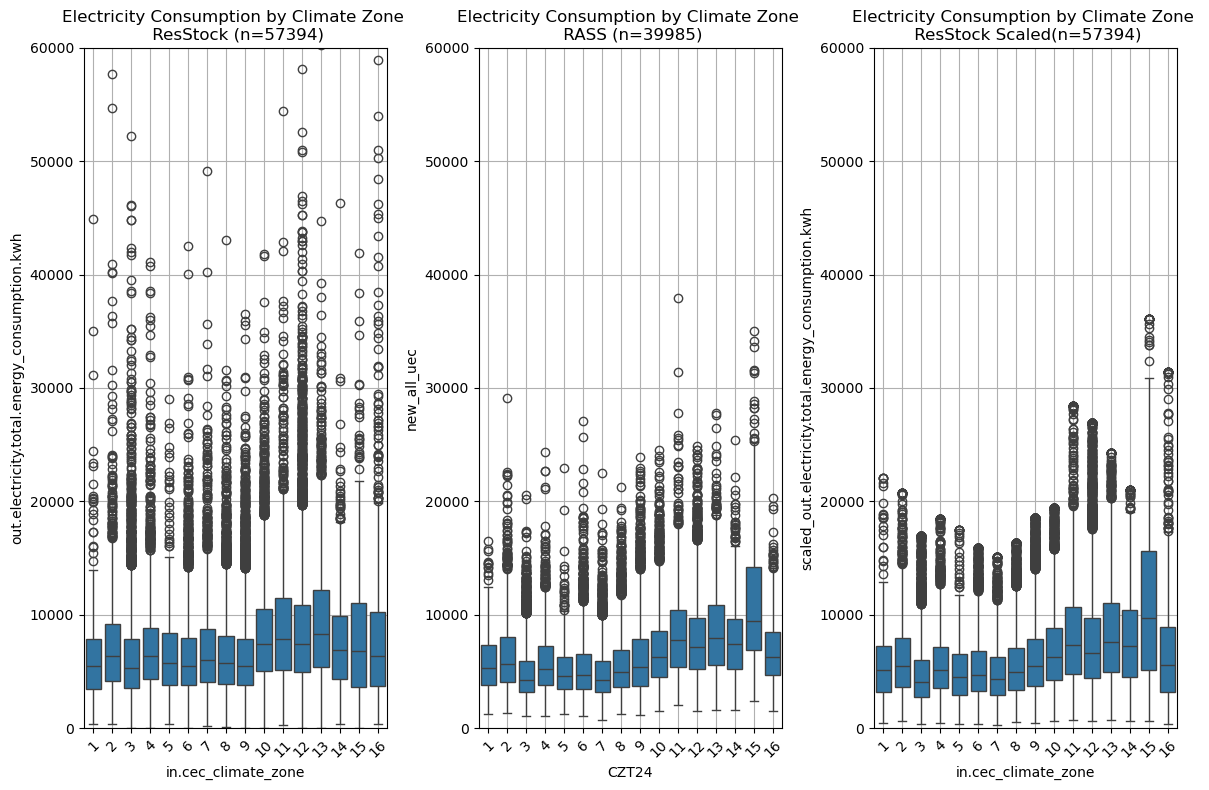 Electricity Consumption by Climate Zone
ResStock (n=57394)
out.electricity.total.energy_consumption.kwh
60000
50000
40000
30000
20000
10000
0
1 2 3 4 5 6 7 8 9 10 11 12 13 14 15 16
in.cec_climate_zone
Electricity Consumption by Climate Zone
RASS (n=39985)
new_all_uec
60000
50000
40000
30000
20000
10000
0
1 2 3 4 5 6 7 8 9 10 11 12 13 14 15 16
CZT24
Electricity Consumption by Climate Zone
ResStock Scaled(n=57394)
scaled_out.electricity.total.energy_consumption.kwh
60000
50000
40000
30000
20000
10000
0
1 2 3 4 5 6 7 8 9 10 11 12 13 14 15 16
in.cec_climate_zone